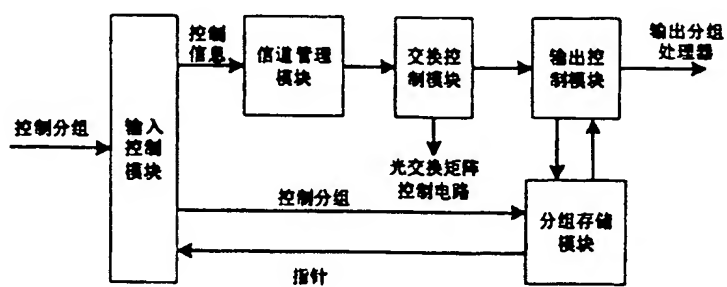 控制分组
输入
控制
模块
控制
信息
信道管理
模块
交换控
制模块
输出控
制模块
输出分组
处理器
光交换矩阵
控制电路
控制分组
分组存储
模块
指针